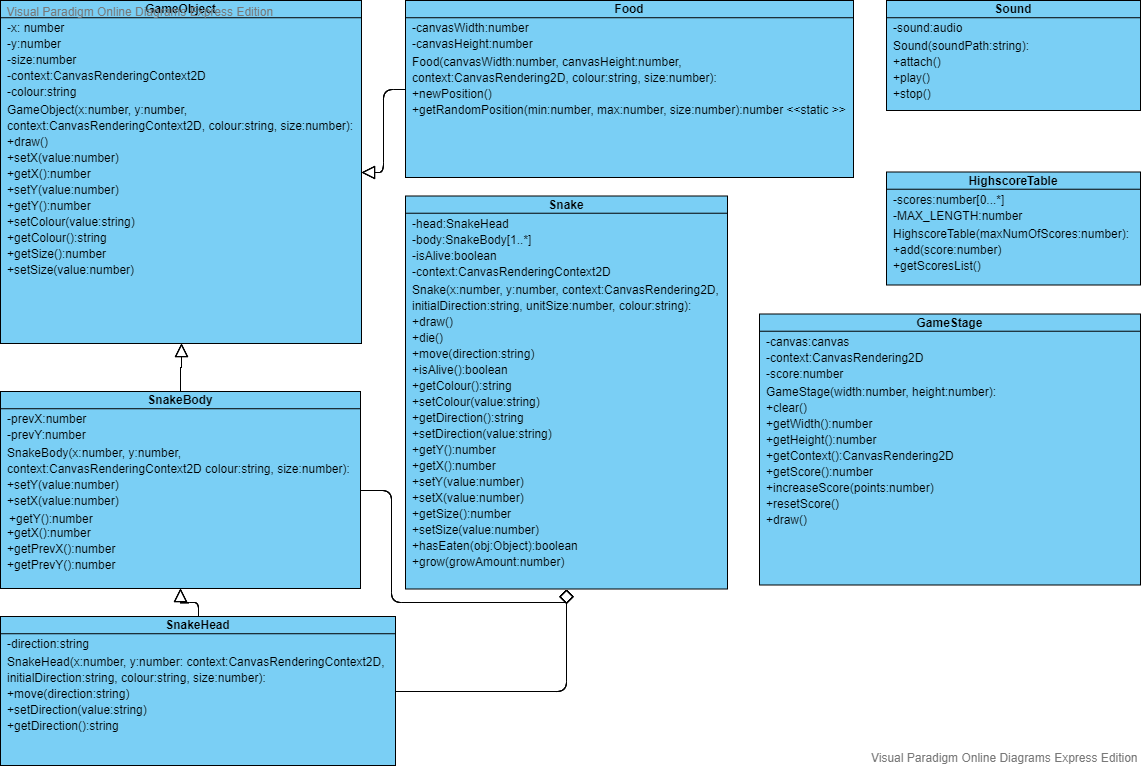 Visual Paradigm Online Diagrams Express Edition
GameObject
-x: number
-y:number
-size:number
-context:CanvasRenderingContext2D
-colour:string
GameObject(x:number, y:number,
context:CanvasRenderingContext2D, colour:string, size:number):
+draw()
+setX(value:number)
+getX():number
+setY(value:number)
+getY():number
+setColour(value:string)
+getColour():string
+getSize():number
+setSize(value:number)
Food
-canvasWidth:number
-canvasHeight:number
Food(canvasWidth:number, canvasHeight:number,
context:CanvasRendering2D, colour:string, size:number):
+newPosition()
+getRandomPosition(min:number, max:number, size:number):number <<static >>
Sound
-sound:audio
Sound(soundPath:string):
+attach()
+play()
+stop()
HighscoreTable
-scores:number[0...*]
-MAX_LENGTH:number
HighscoreTable(maxNumOfScores:number):
+add(score:number)
+getScoresList()
Snake
-head:SnakeHead
-body:SnakeBody[1..*]
-isAlive:boolean
-context:CanvasRenderingContext2D
Snake(x:number, y:number, context:CanvasRendering2D,
initialDirection:string, unitSize:number, colour:string):
+draw()
+die()
+move(direction:string)
+isAlive():boolean
+getColour():string
+setColour(value:string)
+getDirection():string
+setDirection(value:string)
+getY():number
+getX():number
+setY(value:number)
+setX(value:number)
+getSize():number
+setSize(value:number)
+hasEaten(obj:Object):boolean
+grow(growAmount:number)
GameStage
-canvas:canvas
-context:CanvasRendering2D
-score:number
GameStage(width:number, height:number):
+clear()
+getWidth():number
+getHeight():number
+getContext():CanvasRendering2D
+getScore():number
+increaseScore(points:number)
+resetScore()
+draw()
SnakeBody
-prevX:number
-prevY:number
SnakeBody(x:number, y:number,
context:CanvasRenderingContext2D colour:string, size:number):
+setY(value:number)
+setX(value:number)
+getY():number
+getX():number
+getPrevX():number
+getPrevY():number
SnakeHead
-direction:string
SnakeHead(x:number, y:number: context:CanvasRenderingContext2D,
initialDirection:string, colour:string, size:number):
+move(direction:string)
+setDirection(value:string)
+getDirection():string
Visual Paradigm Online Diagrams Express Edition